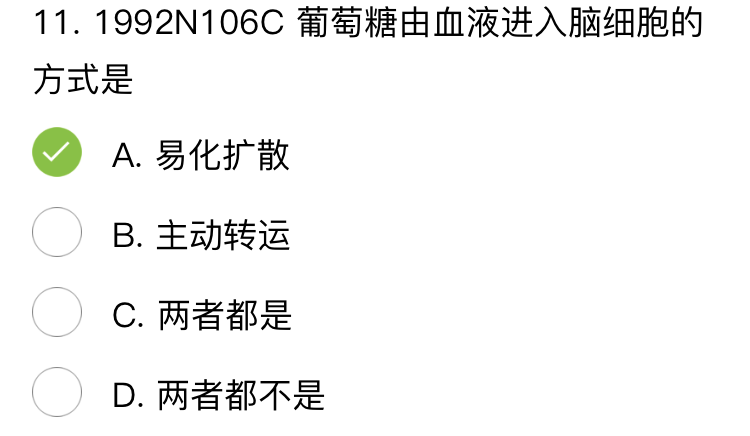 11. 1992N106C 葡萄糖由血液进入脑细胞的
方式是
A. 易化扩散
B. 主动转运
C. 两者都是
D. 两者都不是